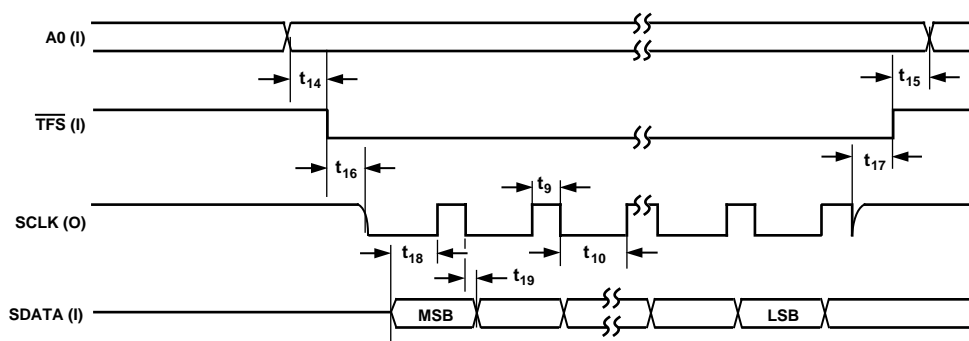 A0 (I)
t14
t15
TFS (I)
t16
t17
t9
SCLK (O)
t10
t18
t19
SDATA (I)
MSB
LSB